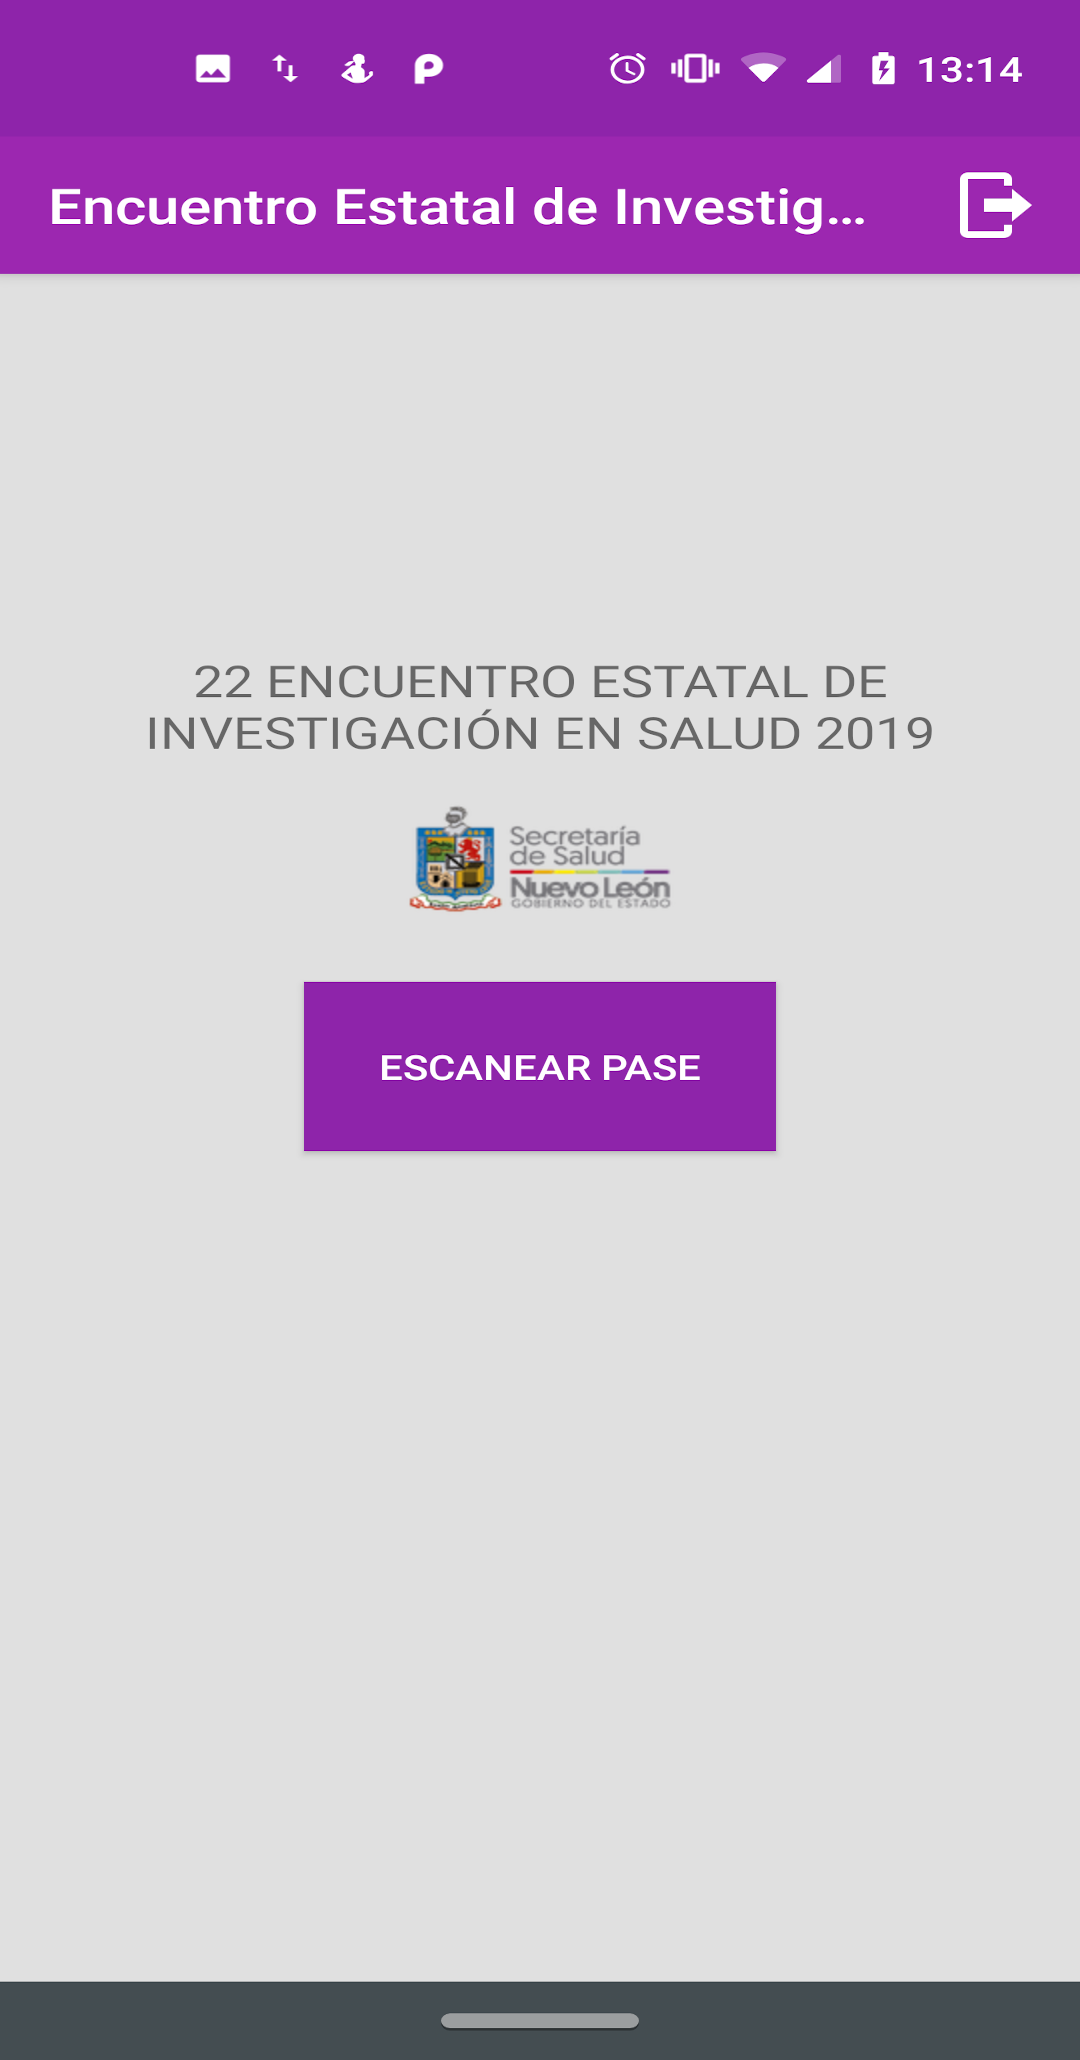 13:14
Encuentro Estatal de Investig...
22 ENCUENTRO ESTATAL DE
INVESTIGACIÓN EN SALUD 2019
Secretaría
de Salud
Nuevo León
GOBIERNO DEL ESTADO
ESCANEAR PASE